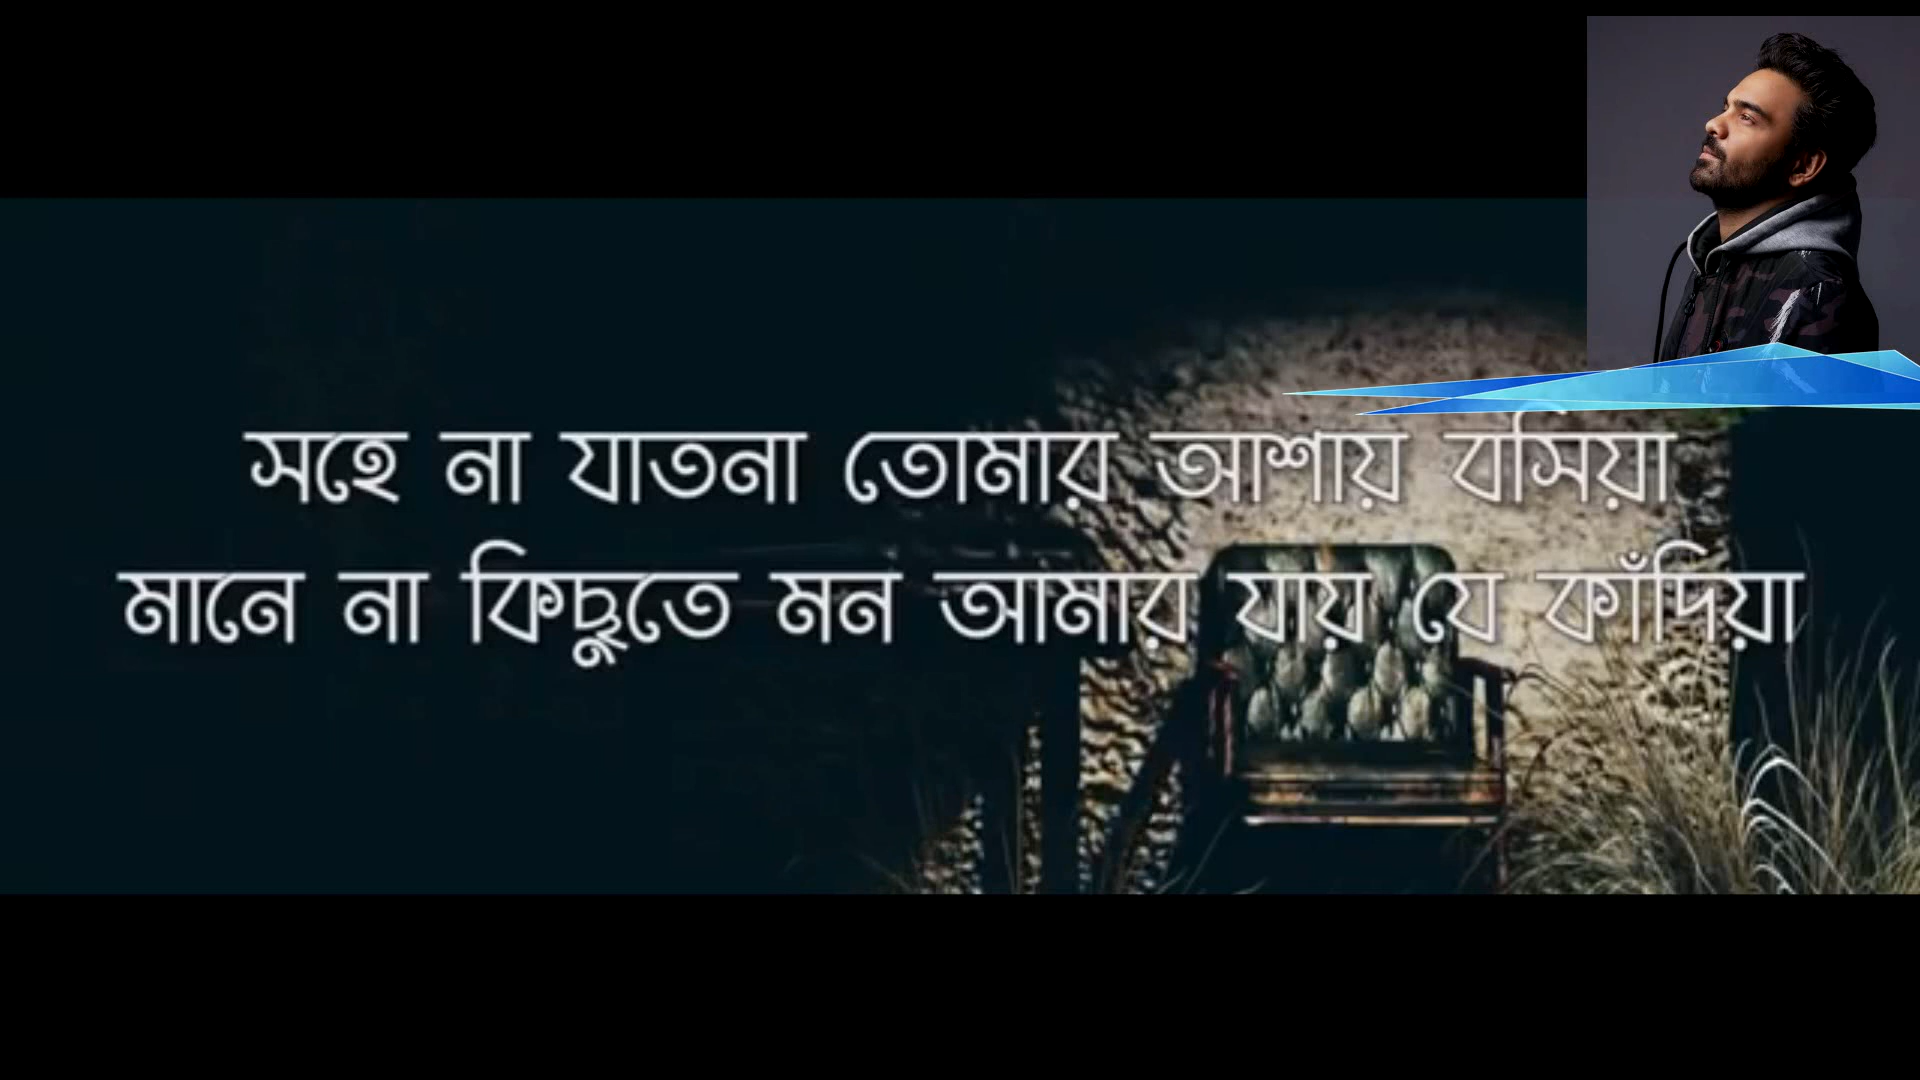 সহে না যাতনা তোমার আশায় বসিয়া
মানে না কিছুতে মন আমার যায় যে কাঁদিয়া